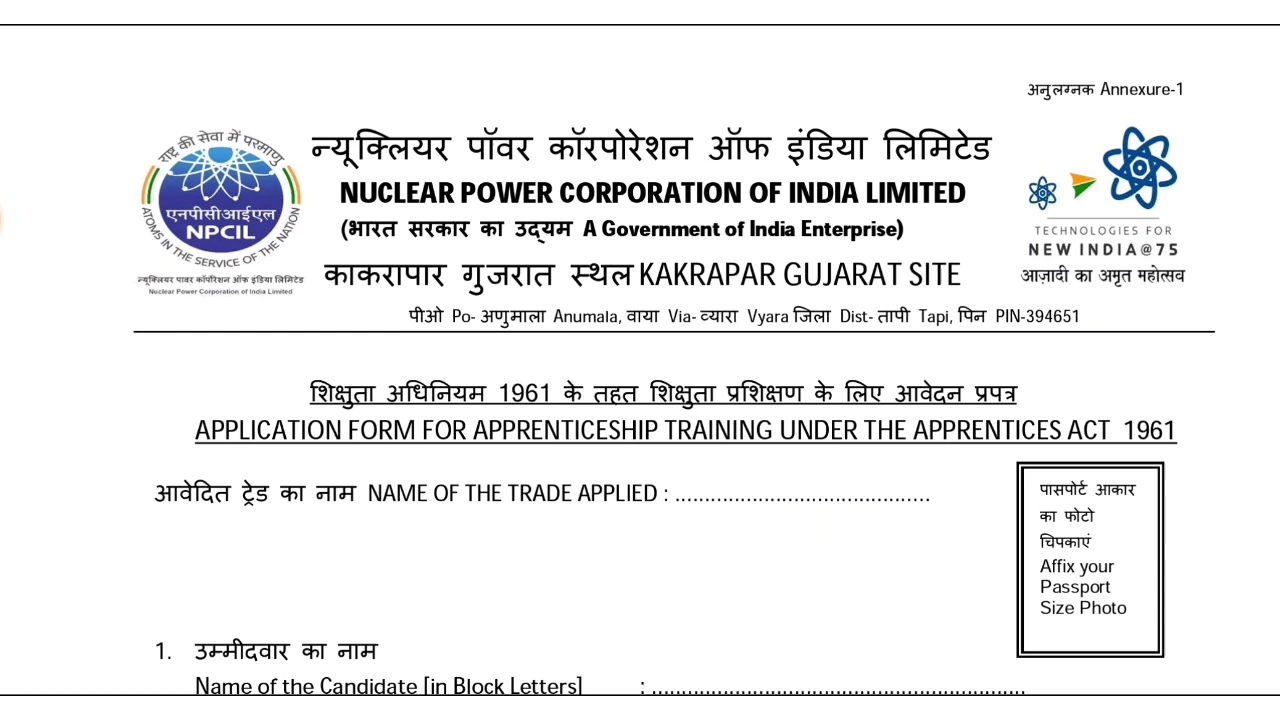 अनुलग्नक Annexure-1
राष्ट्र की सेवा में परमाणु
एनपीसीआईएल
NPCIL
ATOMS IN THE SERVICE OF THE NATION
न्यूक्लियर पावर कॉर्पोरेशन ऑफ इंडिया लिमिटेड
Nuclear Power Corporation of India Limited
न्यूक्लियर पॉवर कॉरपोरेशन ऑफ इंडिया लिमिटेड
NUCLEAR POWER CORPORATION OF INDIA LIMITED
(भारत सरकार का उद्यम A Government of India Enterprise)
काकरापार गुजरात स्थल KAKRAPAR GUJARAT SITE
TECHNOLOGIES FOR
NEW INDIA@75
आज़ादी का अमृत महोत्सव
पीओ Po- अणुमाला Anumala, वाया Via- व्यारा Vyara जिला Dist- तापी Tapi, पिन PIN-394651
शिक्षुता अधिनियम 1961 के तहत शिक्षुता प्रशिक्षण के लिए आवेदन प्रपत्र
APPLICATION FORM FOR APPRENTICESHIP TRAINING UNDER THE APPRENTICES ACT 1961
आवेदित ट्रेड का नाम NAME OF THE TRADE APPLIED : ...........................................
पासपोर्ट आकार
का फोटो
चिपकाएं
Affix your
Passport
Size Photo
1. उम्मीदवार का नाम
Name of the Candidate [in Block Letters] : ...............................................................